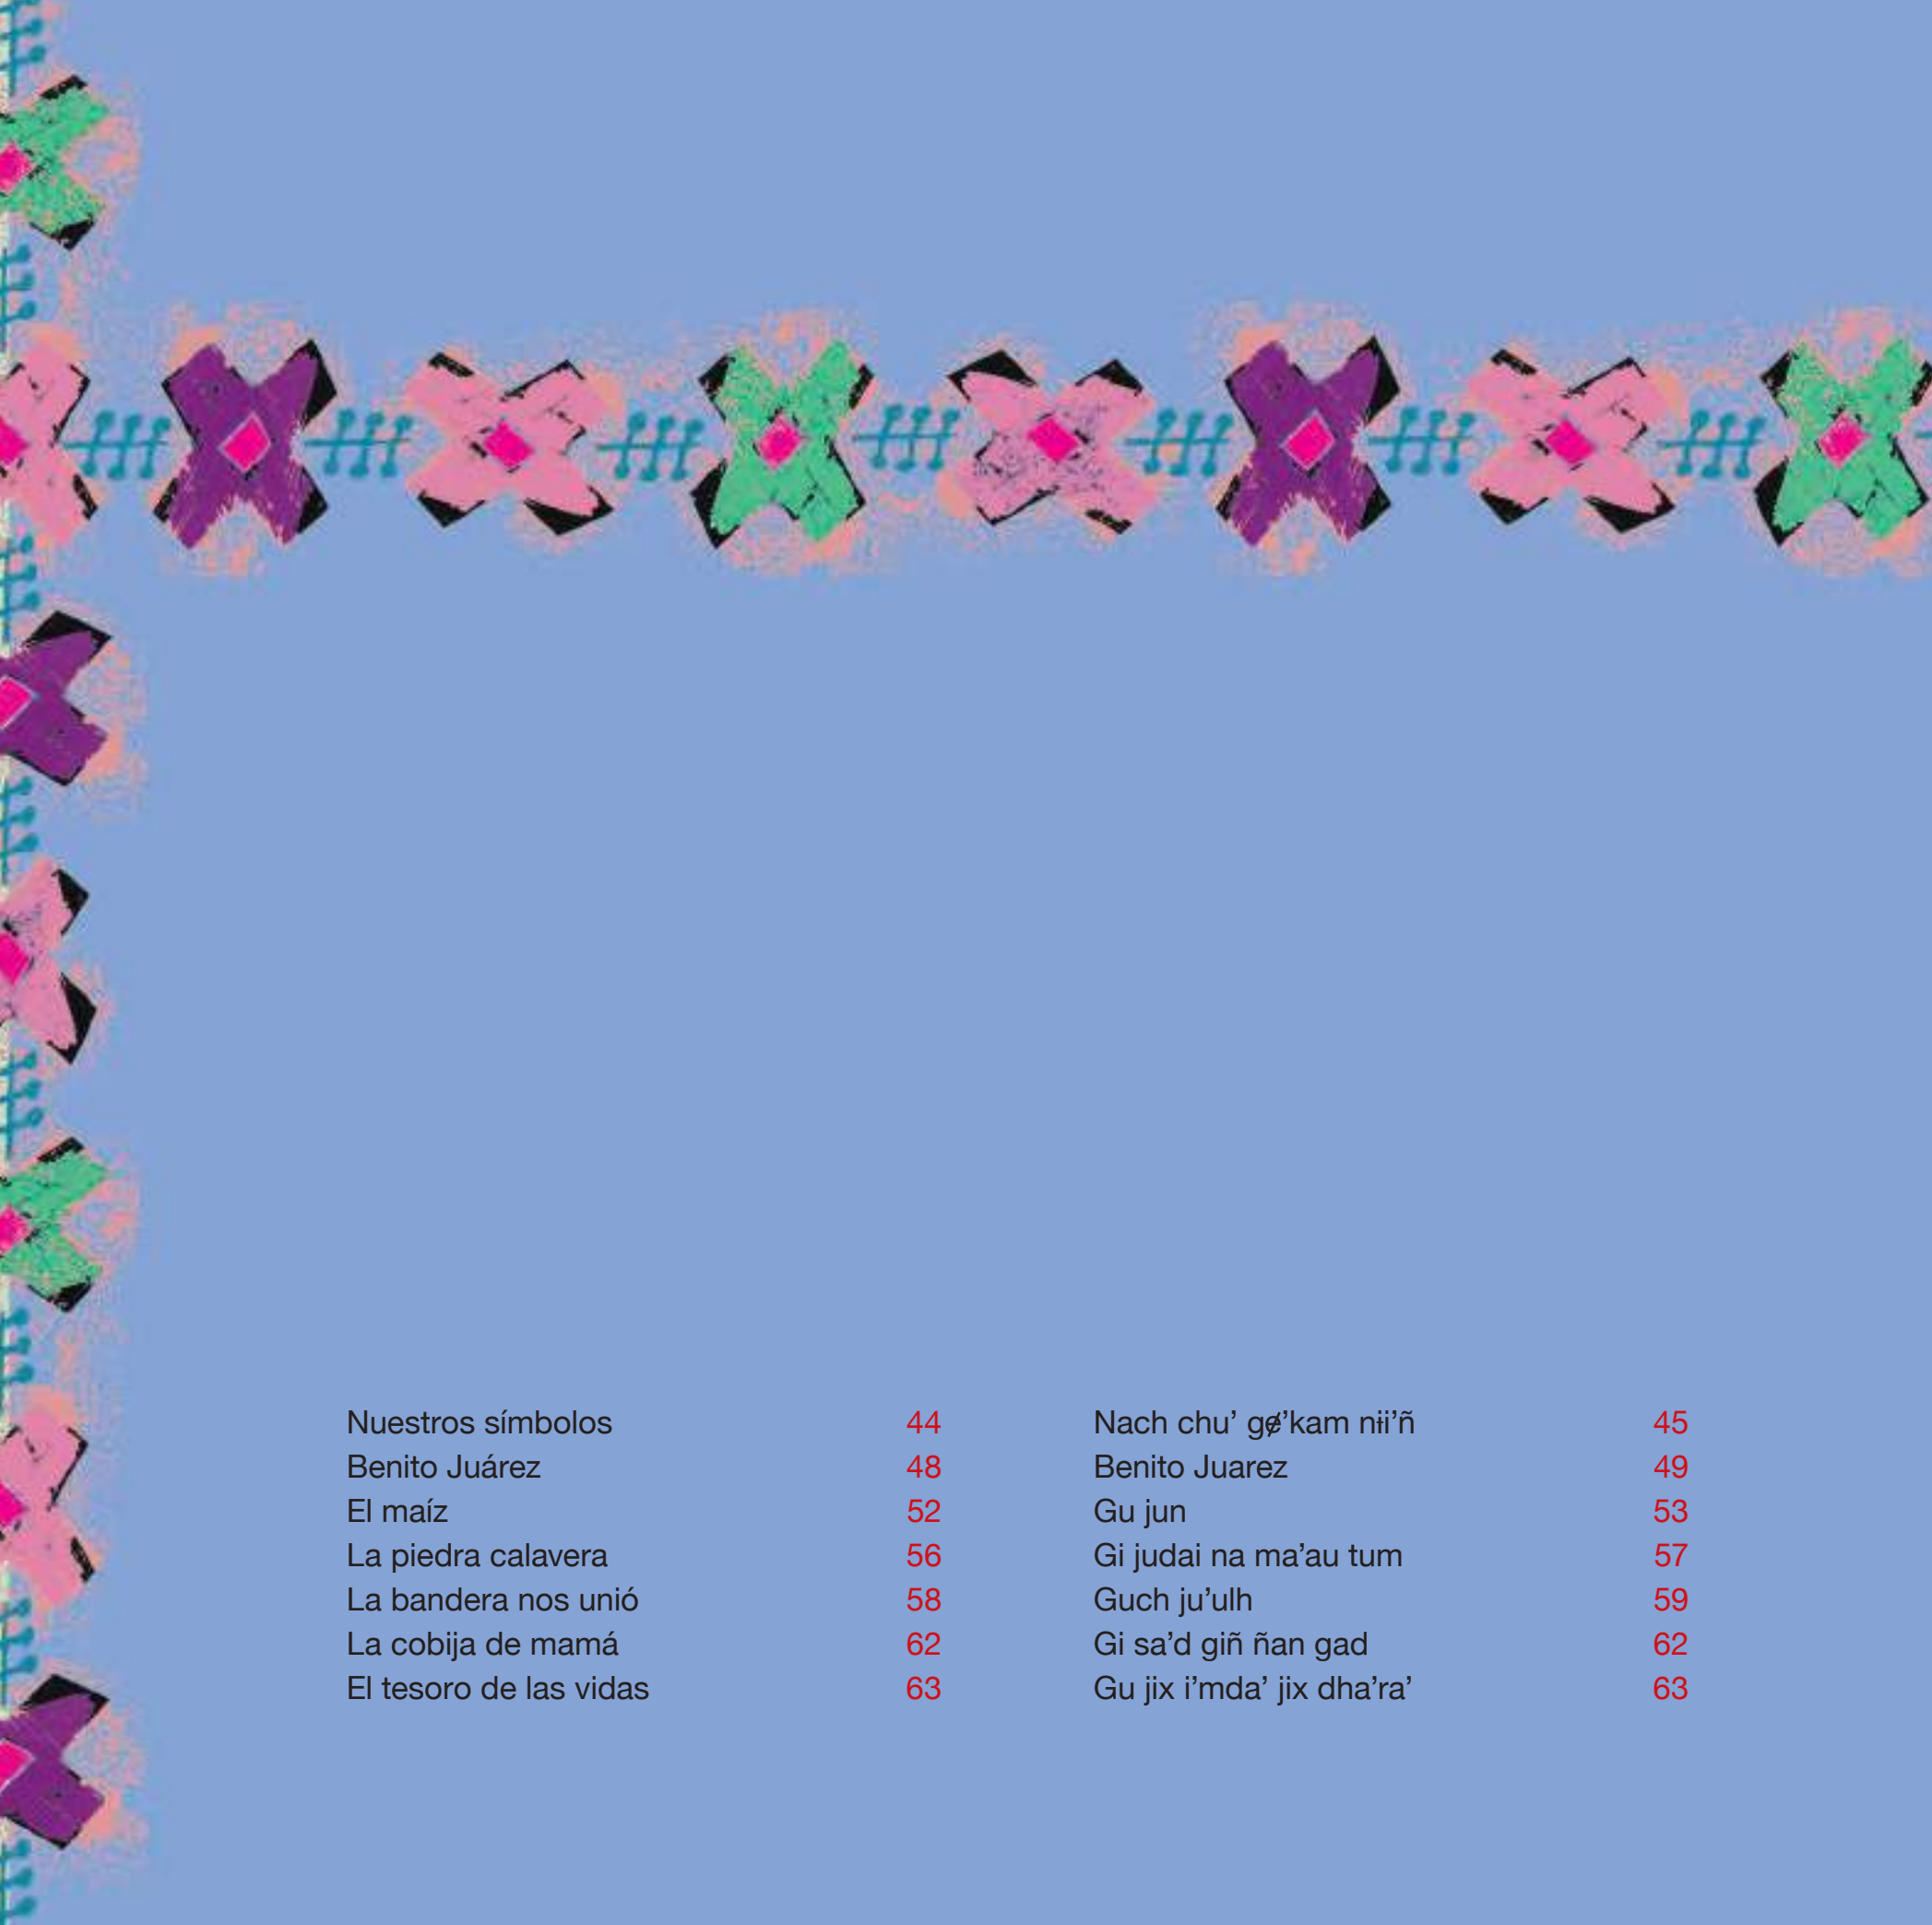 Nuestros símbolos 44
Benito Juárez 48
El maíz 52
La piedra calavera 56
La bandera nos unió 58
La cobija de mamá 62
El tesoro de las vidas 63
Nach chu’ gɇ’kam nɨi’ñ 45
Benito Juarez 49
Gu jun 53
Gi judai na ma’au tum 57
Guch ju’ulh 59
Gi sa’d giñ ñan gad 62
Gu jix i’mda’ jix dha’ra’ 63